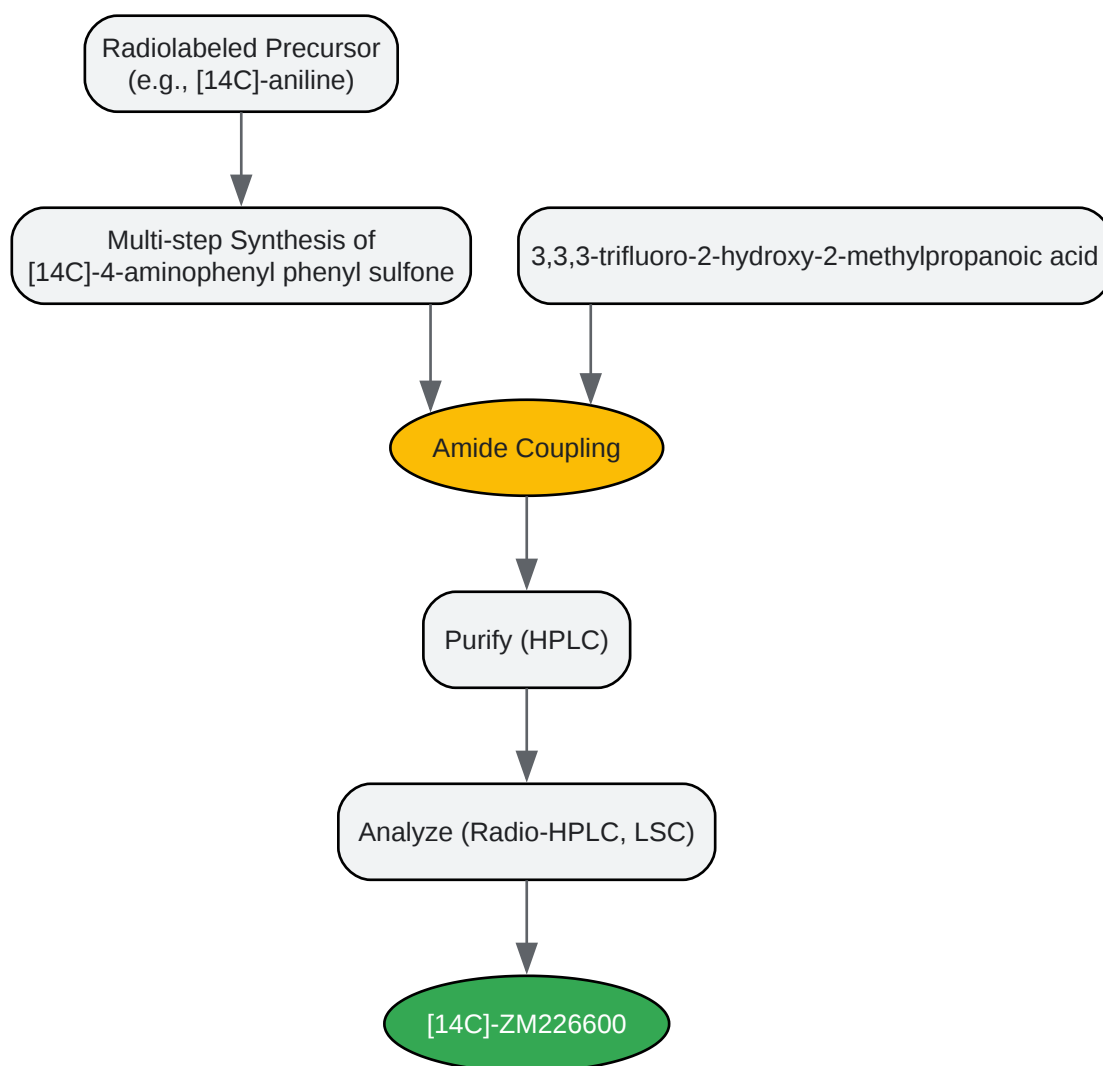 Radiolabeled Precursor
(e.g., [14C]-aniline)
Multi-step Synthesis of
[14C]-4-aminophenyl phenyl sulfone
3,3,3-trifluoro-2-hydroxy-2-methylpropanoic acid
Amide Coupling
Purify (HPLC)
Analyze (Radio-HPLC, LSC)
[14C]-ZM226600